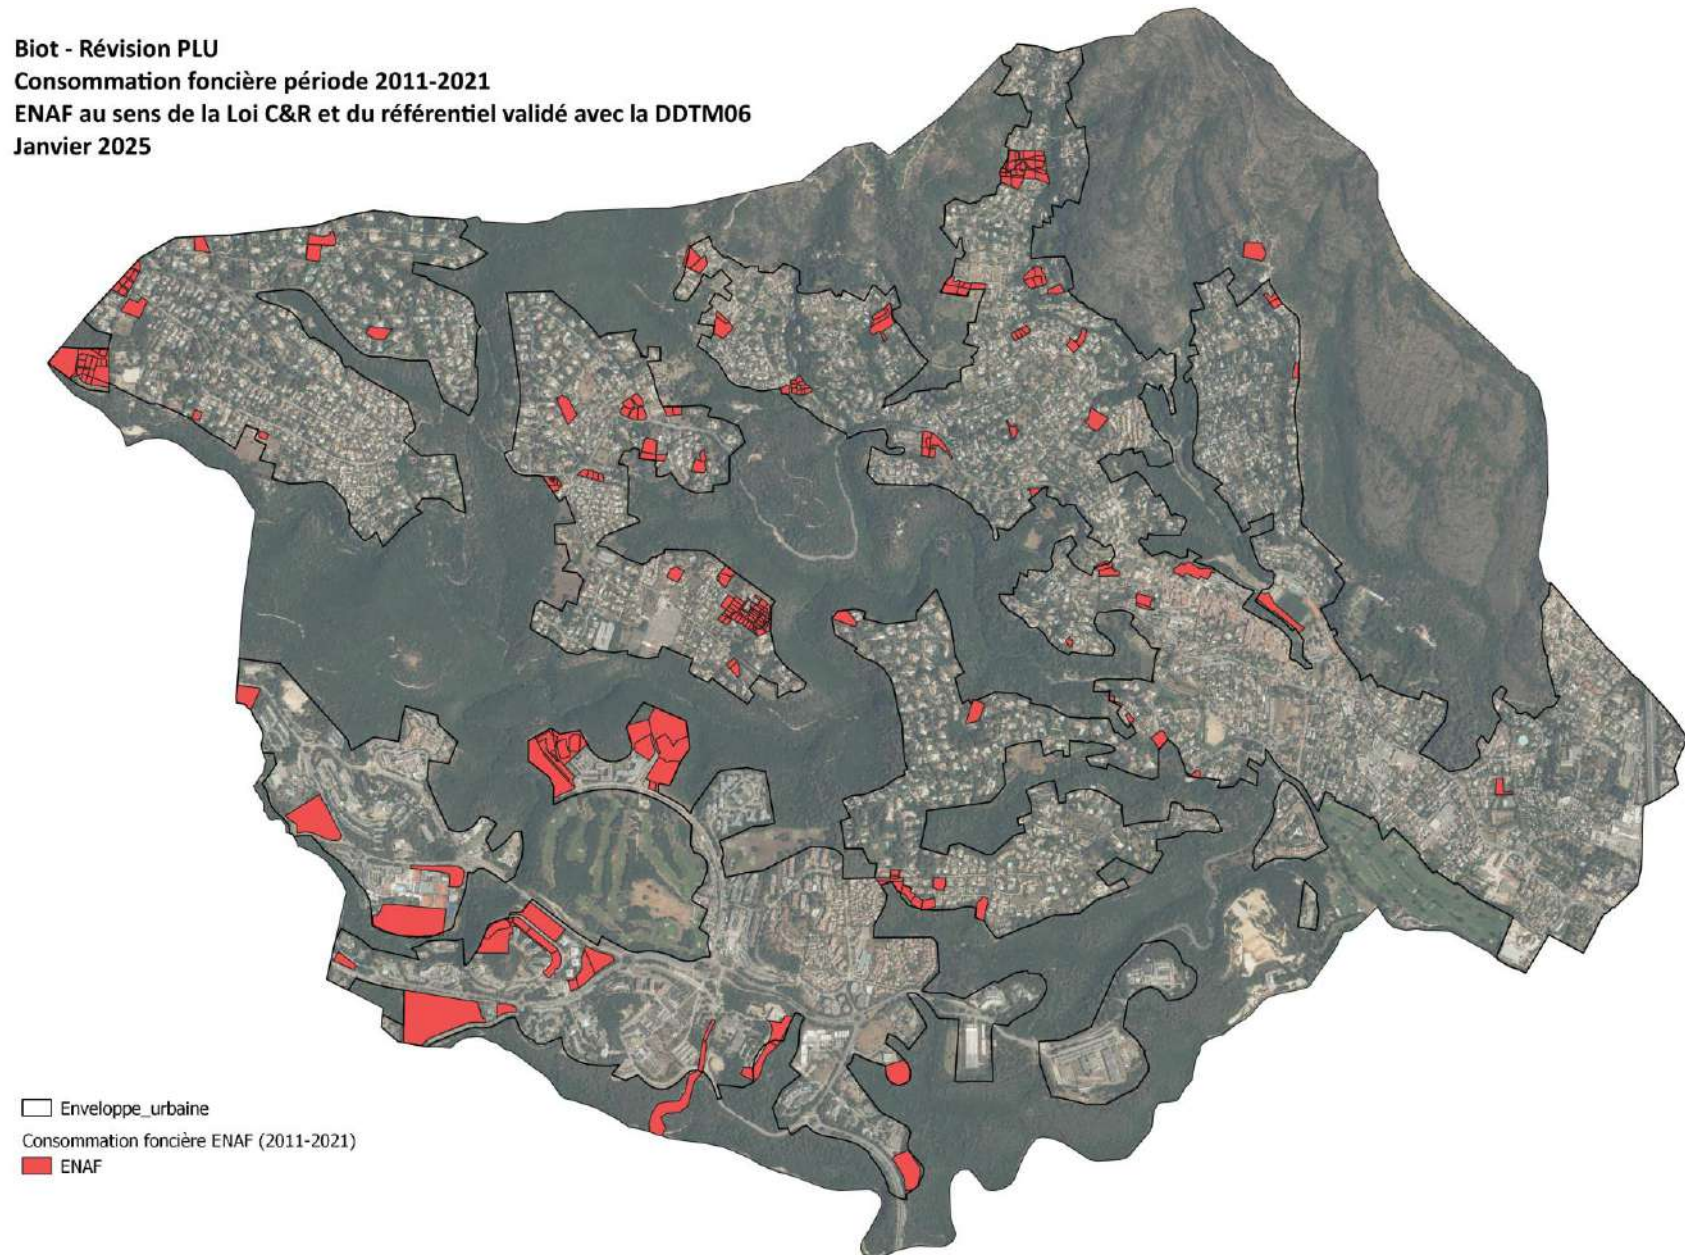 Biot - Révision PLU
Consommation foncière période 2011-2021
ENAF au sens de la Loi C&R et du référentiel validé avec la DDTM06
Janvier 2025
Enveloppe_urbaine
Consommation foncière ENAF (2011-2021)
ENAF